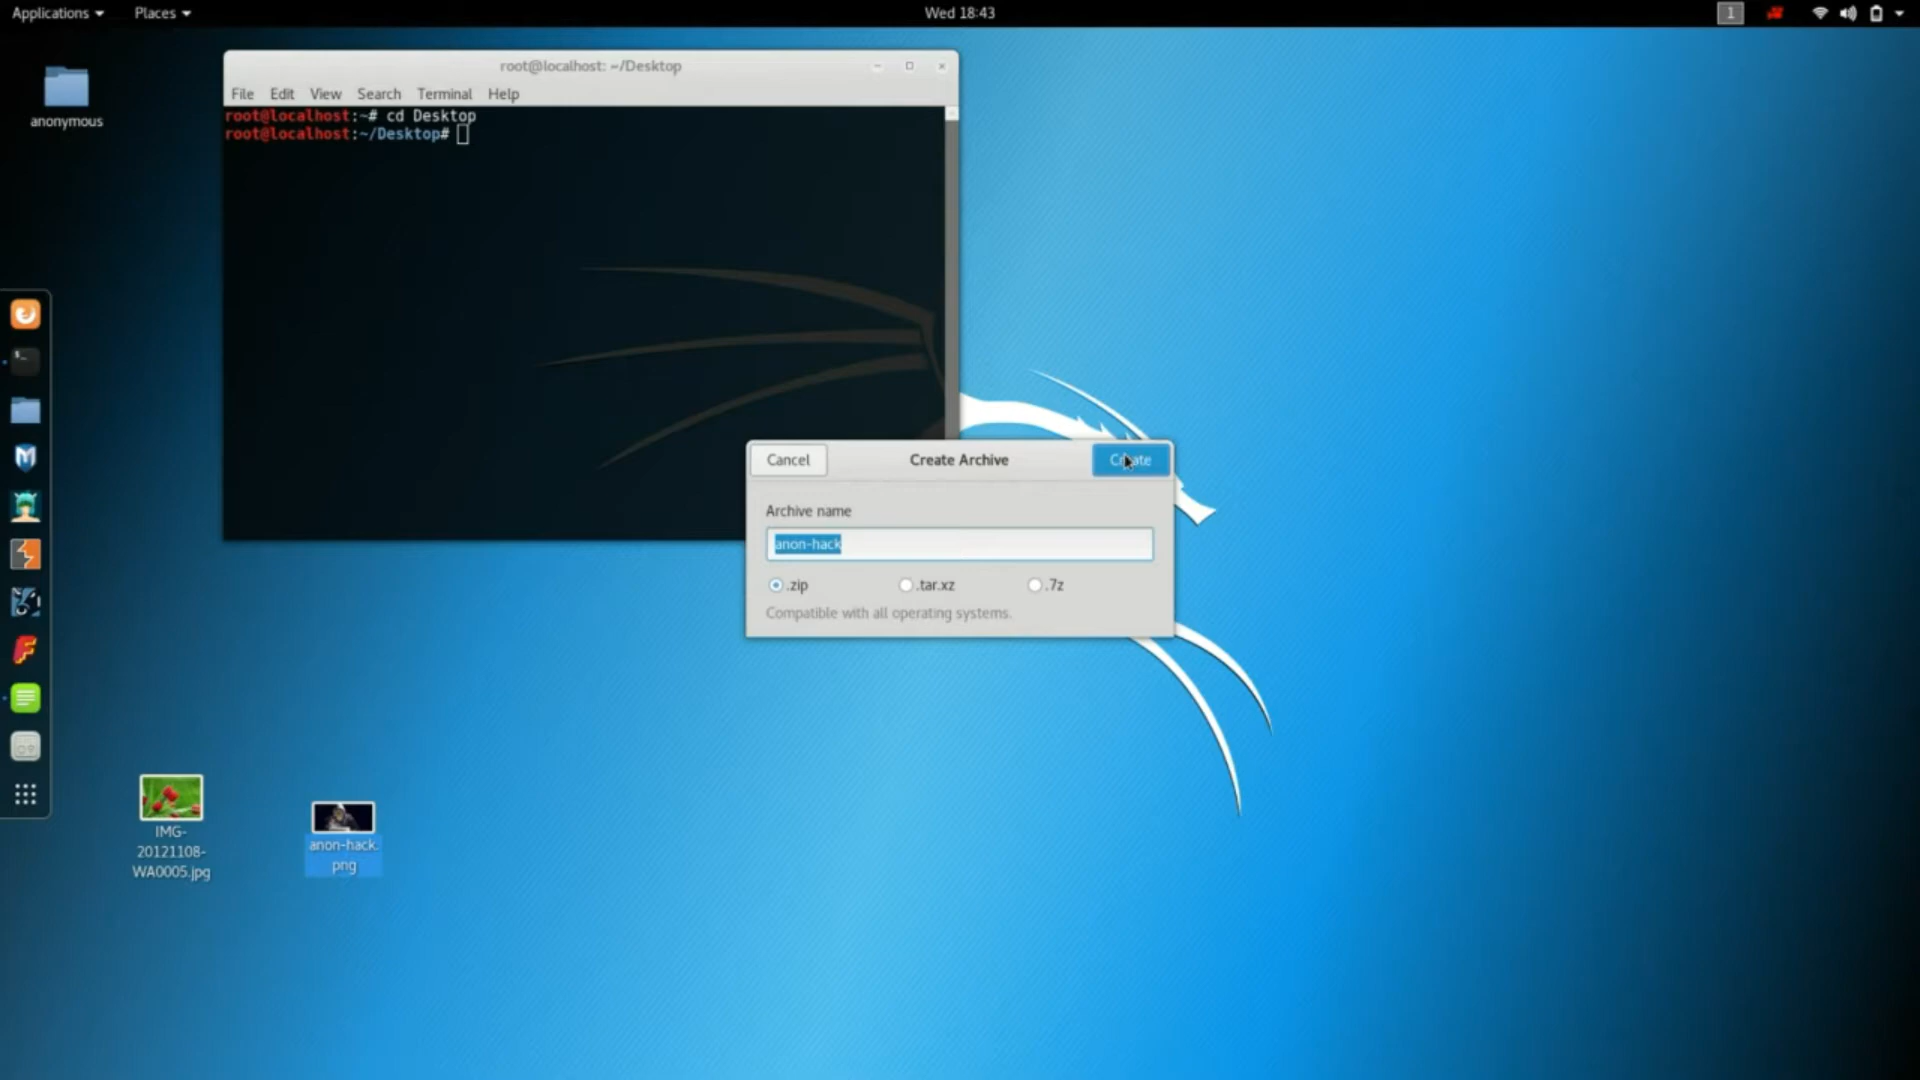 Applications Places Wed 18:43 1
anonymous
root@localhost: ~/Desktop
File Edit View Search Terminal Help
root@localhost:~# cd Desktop
root@localhost:~/Desktop#
Cancel Create Archive Create
Archive name
anon-hack
.zip .tar.xz .7z
Compatible with all operating systems.
IMG-
20121108-
WA0005.jpg
anon-hack.
png